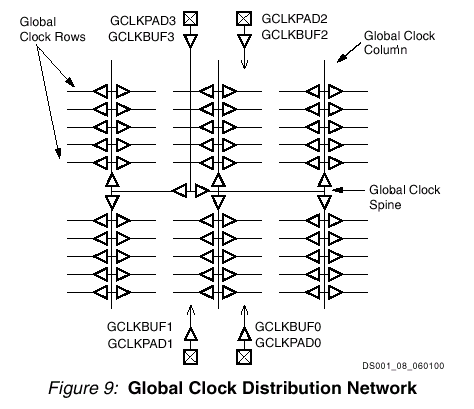 Global
Clock Rows
GCLKPAD3
GCLKBUF3
GCLKPAD2
GCLKBUF2
Global Clock
Column
Global Clock
Spine
GCLKBUF1
GCLKPAD1
GCLKBUF0
GCLKPAD0
DS001_08_060100
Figure 9: Global Clock Distribution Network